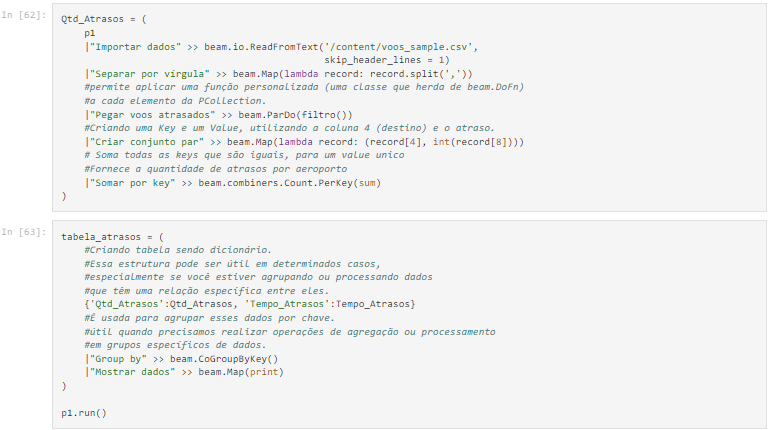 In [62]:
Qtd_Atrasos = (
    p1
    |"Importar dados" >> beam.io.ReadFromText('/content/voos_sample.csv',
                                              skip_header_lines = 1)
    |"Separar por vírgula" >> beam.Map(lambda record: record.split(','))
    #permite aplicar uma função personalizada (uma classe que herda de beam.DoFn)
    #a cada elemento da PCollection.
    |"Pegar voos atrasados" >> beam.ParDo(filtro())
    #Criando uma Key e um Value, utilizando a coluna 4 (destino) e o atraso.
    |"Criar conjunto par" >> beam.Map(lambda record: (record[4], int(record[8])))
    # Soma todas as keys que são iguais, para um value unico
    #Fornece a quantidade de atrasos por aeroporto
    |"Somar por key" >> beam.combiners.Count.PerKey(sum)
)
In [63]:
tabela_atrasos = (
    #Criando tabela sendo dicionário.
    #Essa estrutura pode ser útil em determinados casos,
    #especialmente se você estiver agrupando ou processando dados
    #que têm uma relação específica entre eles.
    {'Qtd_Atrasos':Qtd_Atrasos, 'Tempo_Atrasos':Tempo_Atrasos}
    #É usada para agrupar esses dados por chave.
    #útil quando precisamos realizar operações de agregação ou processamento
    #em grupos específicos de dados.
    |"Group by" >> beam.CoGroupByKey()
    |"Mostrar dados" >> beam.Map(print)
)
p1.run()